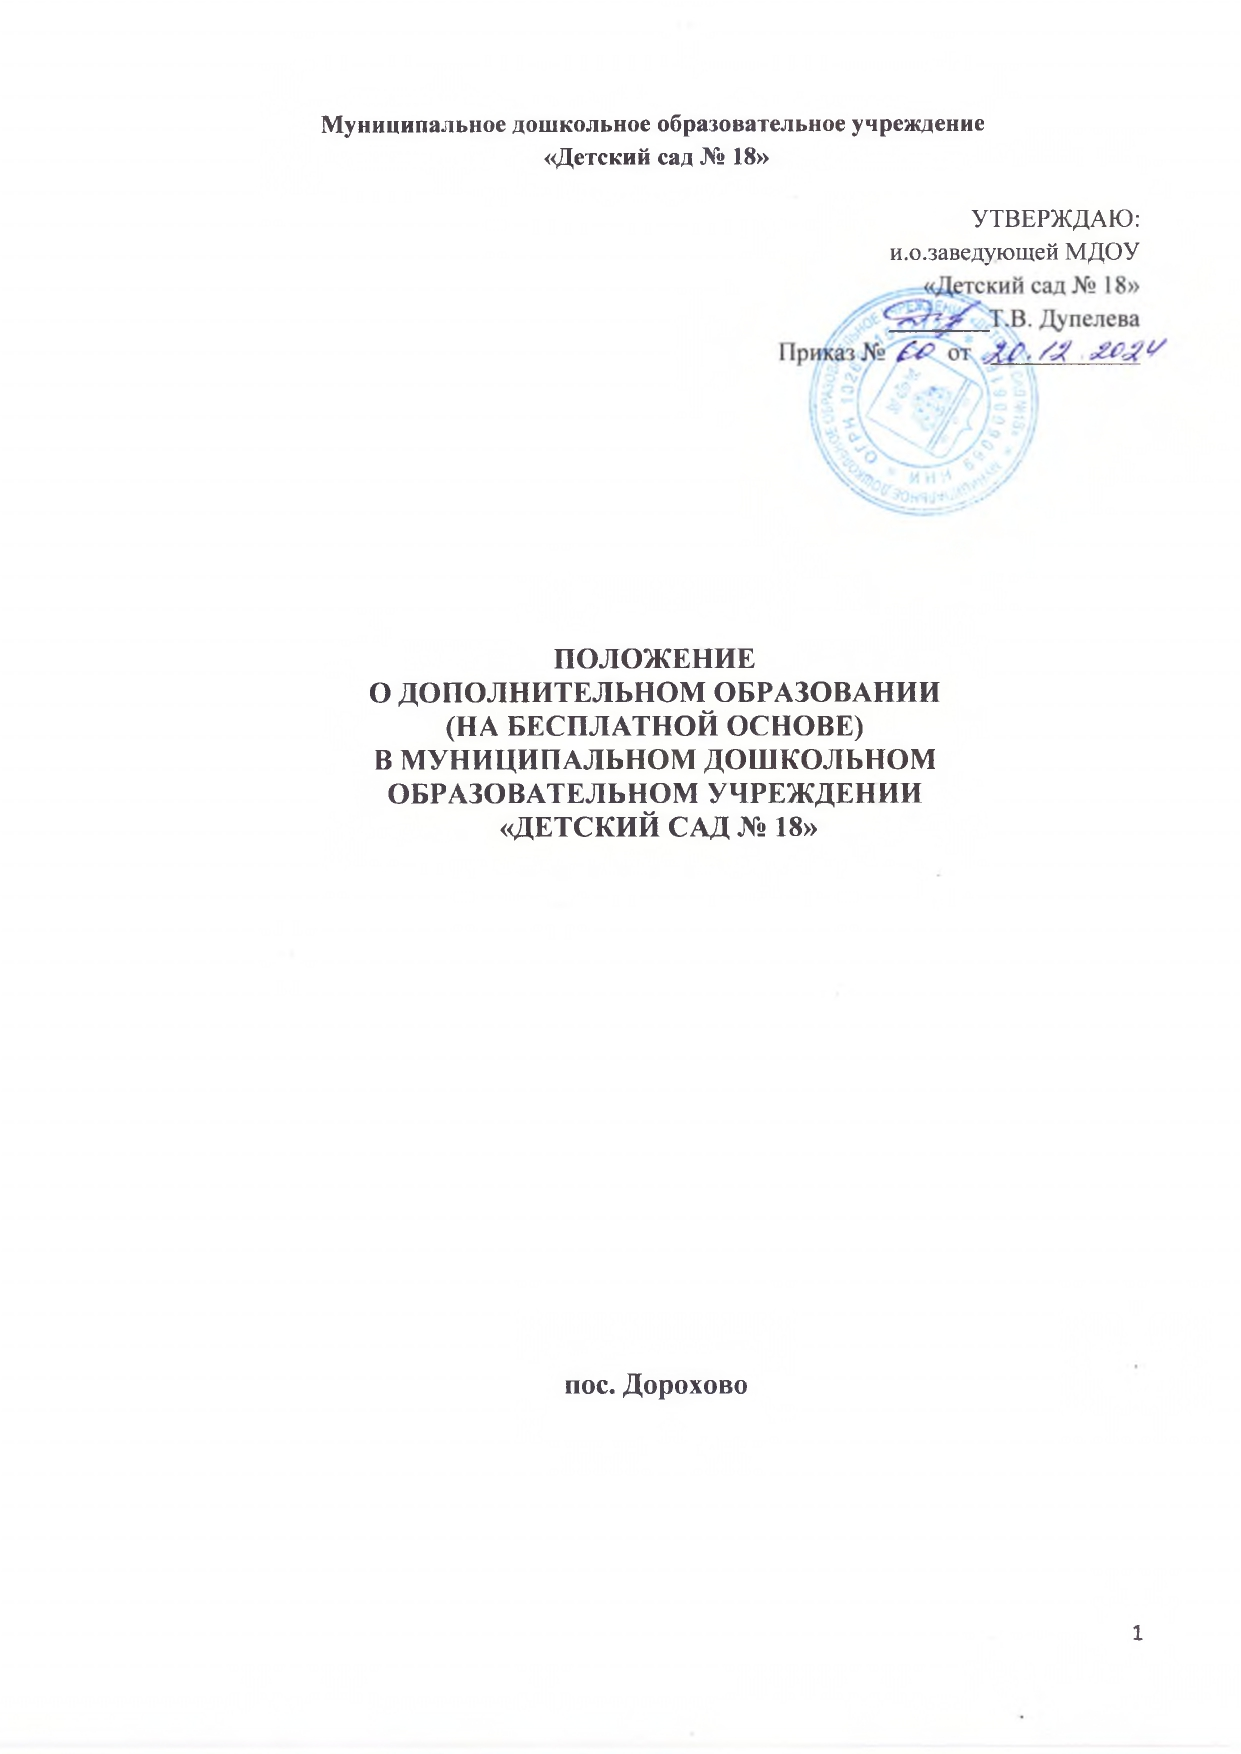 Муниципальное дошкольное образовательное учреждение
«Детский сад № 18»
УТВЕРЖДАЮ:
и.о.заведующей МДОУ
«Детский сад № 18»
Т.В. Дупелева
Приказ № 60 от 20.12.2024
ПОЛОЖЕНИЕ
О ДОПОЛНИТЕЛЬНОМ ОБРАЗОВАНИИ
(НА БЕСПЛАТНОЙ ОСНОВЕ)
В МУНИЦИПАЛЬНОМ ДОШКОЛЬНОМ
ОБРАЗОВАТЕЛЬНОМ УЧРЕЖДЕНИИ
«ДЕТСКИЙ САД № 18»
пос. Дорохово
1